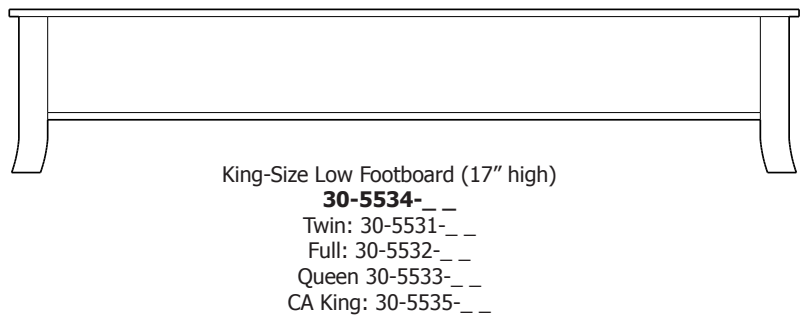 King-Size Low Footboard (17” high)
30-5534-_ _
Twin: 30-5531-_ _
Full: 30-5532-_ _
Queen 30-5533-_ _
CA King: 30-5535-_ _